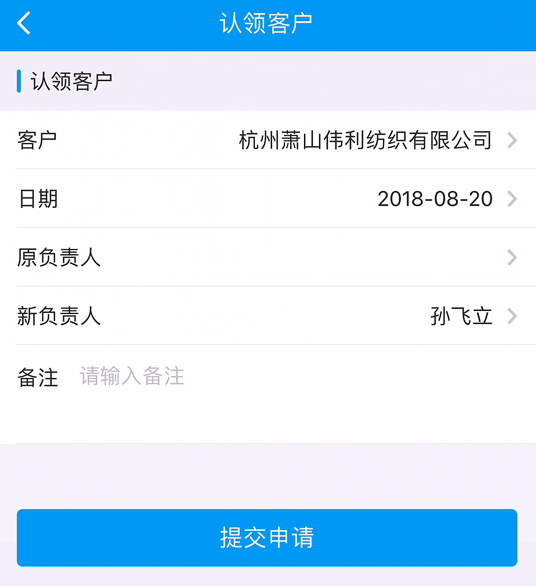 认领客户
认领客户
客户 杭州萧山伟利纺织有限公司
日期 2018-08-20
原负责人
新负责人 孙飞立
备注 请输入备注
提交申请